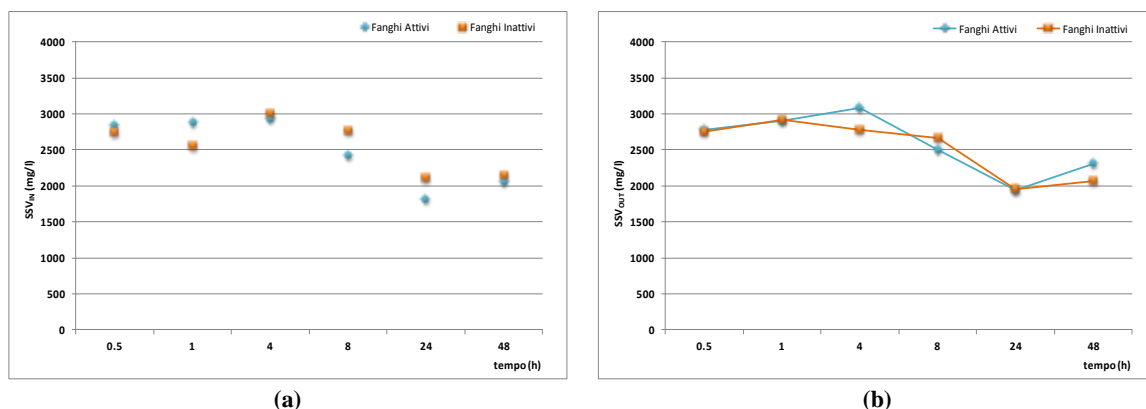 Fanghi Attivi Fanghi Inattivi
4000
3500
3000
2500
2000
1500
1000
500
0
SSV_IN (mg/l)
0.5 1 4 8 24 48
tempo (h)
(a)
Fanghi Attivi Fanghi Inattivi
4000
3500
3000
2500
2000
1500
1000
500
0
SSV_OUT (mg/l)
0.5 1 4 8 24 48
tempo (h)
(b)